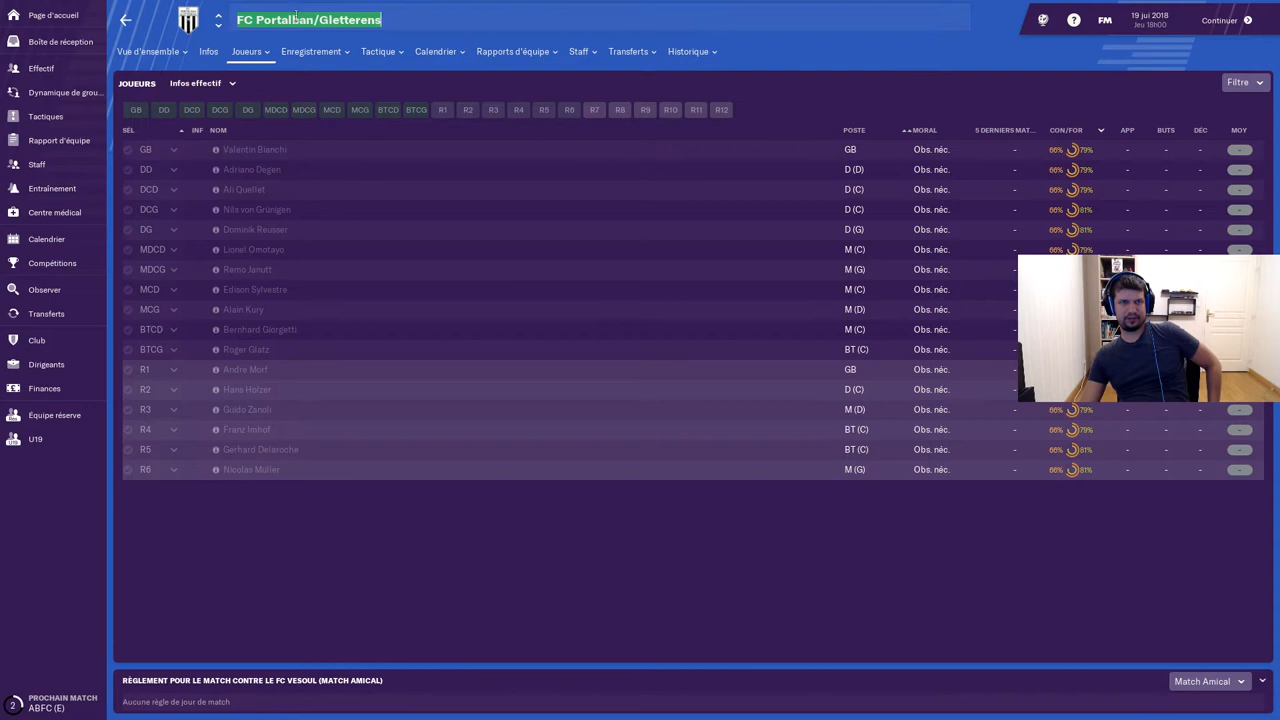 FC Portalban/Gletterens
19 jui 2018
Jeu 18h00
FM
Continuer
Page d'accueil
Boîte de réception
Effectif
Dynamique de grou...
Tactiques
Rapport d'équipe
Staff
Entraînement
Centre médical
Calendrier
Compétitions
Observer
Transferts
Club
Dirigeants
Finances
Équipe réserve
U19
PROCHAIN MATCH
2 ABFC (E)
Vue d'ensemble Infos Joueurs Enregistrement Tactique Calendrier Rapports d'équipe Staff Transferts Historique
JOUEURS Infos effectif Filtre
GB DD DCD DCG DG MDCD MDCG MCD MCG BTCD BTCG R1 R2 R3 R4 R5 R6 R7 R8 R9 R10 R11 R12
SÉL INF NOM POSTE MORAL 5 DERNIERS MAT... CON/FOR APP BUTS DÉC MOY
GB Valentin Bianchi GB Obs. néc. - 66% 79% - - - -
DD Adriano Degen D (D) Obs. néc. - 66% 79% - - - -
DCD Ali Quellet D (C) Obs. néc. - 66% 79% - - - -
DCG Nils von Grünigen D (C) Obs. néc. - 66% 81% - - - -
DG Dominik Reusser D (G) Obs. néc. - 66% 81% - - - -
MDCD Lionel Omotayo M (C) Obs. néc. - 66% 79% - - - -
MDCG Remo Janutt M (G) Obs. néc. -
MCD Edison Sylvestre M (C) Obs. néc. -
MCG Alain Kury M (D) Obs. néc. -
BTCD Bernhard Giorgetti M (C) Obs. néc. -
BTCG Roger Glatz BT (C) Obs. néc. -
R1 Andre Morf GB Obs. néc. -
R2 Hans Holzer D (C) Obs. néc. -
R3 Guido Zanoli M (D) Obs. néc. - 66% 79% - - - -
R4 Franz Imhof BT (C) Obs. néc. - 66% 79% - - - -
R5 Gerhard Delaroche BT (C) Obs. néc. - 66% 81% - - - -
R6 Nicolas Müller M (G) Obs. néc. - 66% 81% - - - -
RÈGLEMENT POUR LE MATCH CONTRE LE FC VESOUL (MATCH AMICAL) Match Amical
Aucune règle de jour de match